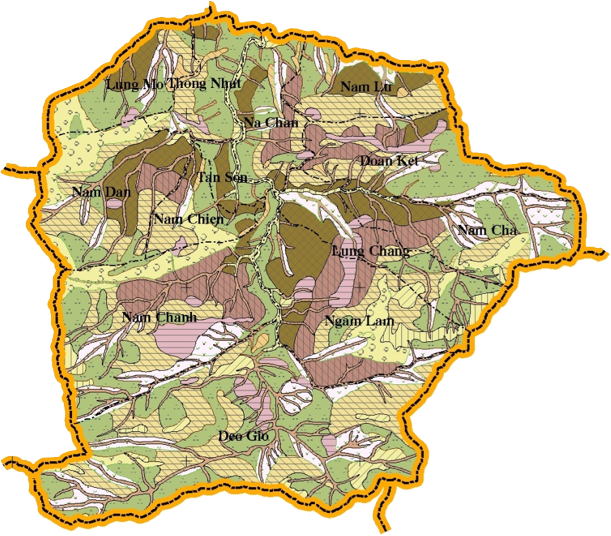 Lung Mo Thong Nhat
Nam Lu
Na Chan
Doan Ket
Tan Son
Nam Dan
Nam Chien
Nam Cha
Lung Chang
Nam Chanh
Ngam Lam
Deo Gio